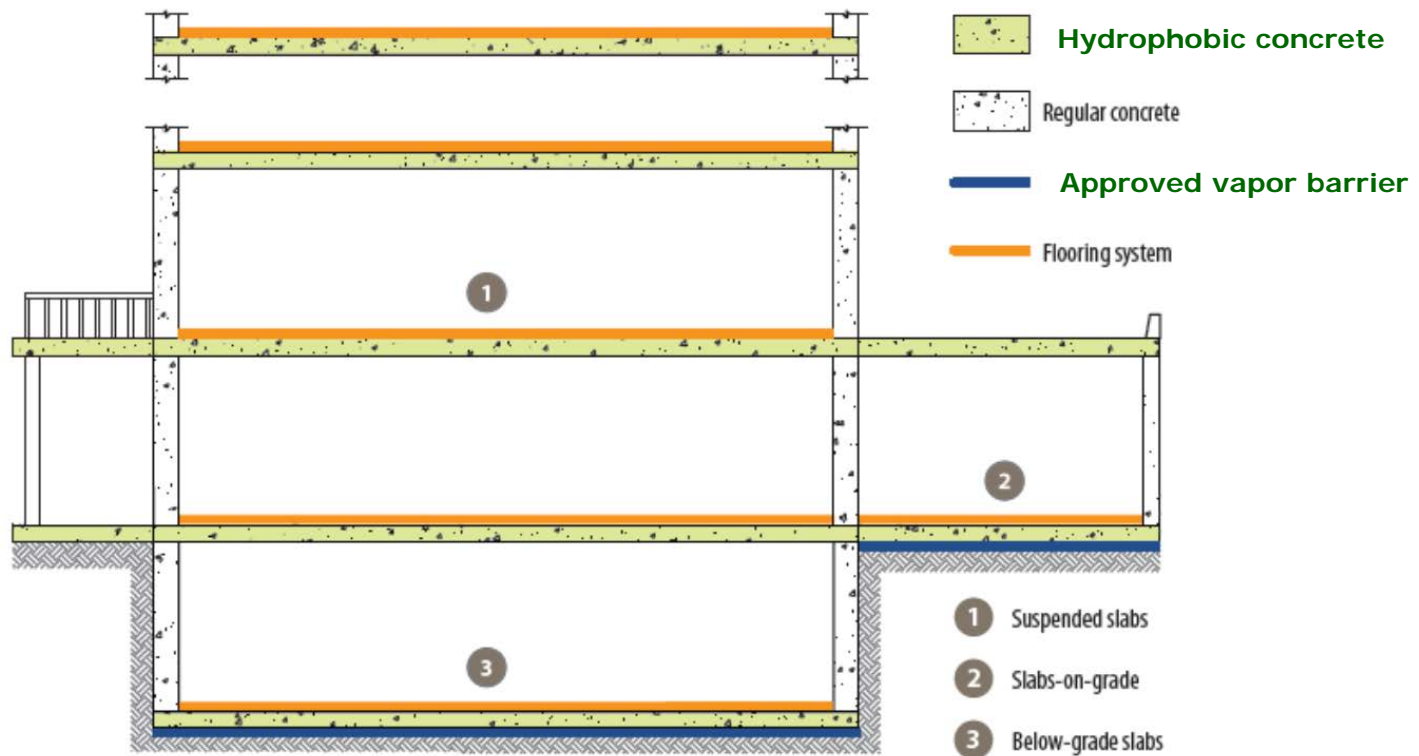 Hydrophobic concrete
Regular concrete
Approved vapor barrier
Flooring system
1
2
3
1 Suspended slabs
2 Slabs-on-grade
3 Below-grade slabs